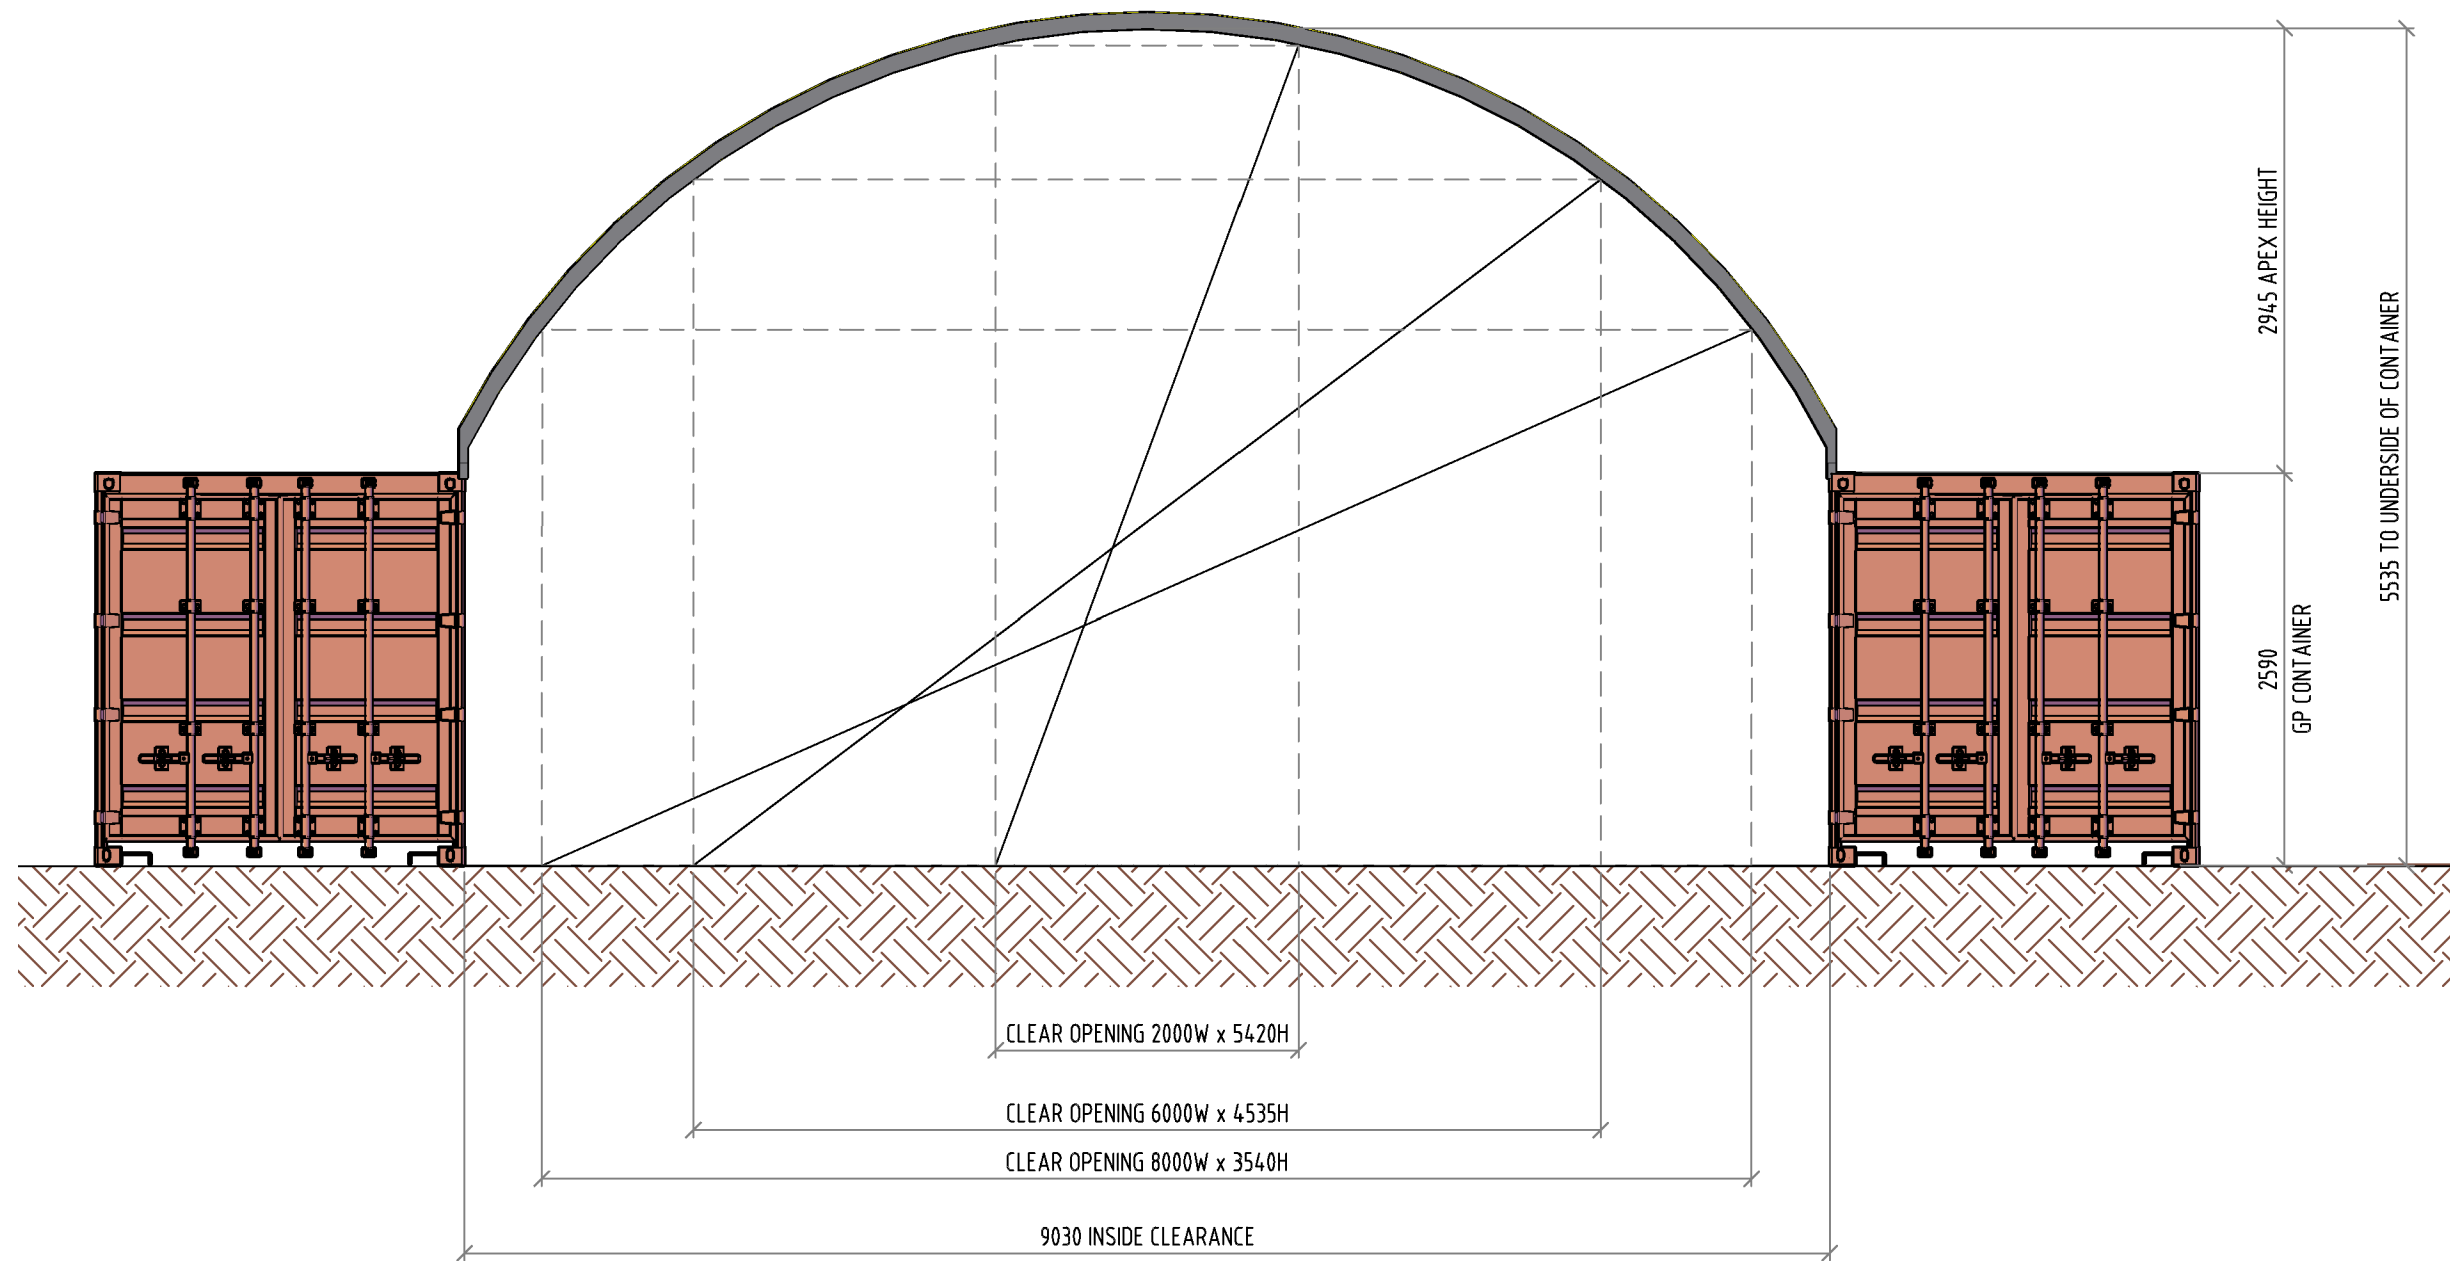 2945 APEX HEIGHT
5535 TO UNDERSIDE OF CONTAINER
2590
GP CONTAINER
CLEAR OPENING 2000W x 5420H
CLEAR OPENING 6000W x 4535H
CLEAR OPENING 8000W x 3540H
9030 INSIDE CLEARANCE